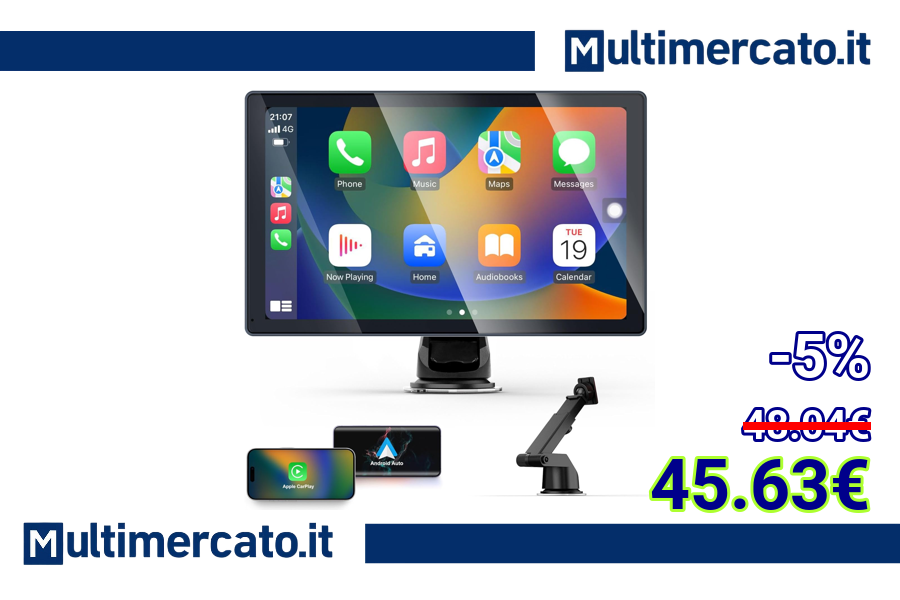 Multimercato.it
21:07
4G
Phone
Music
Maps
Messages
TUE
19
Now Playing
Home
Audiobooks
Calendar
-5%
48.04€
Android Auto
Apple CarPlay
45.63€
Multimercato.it